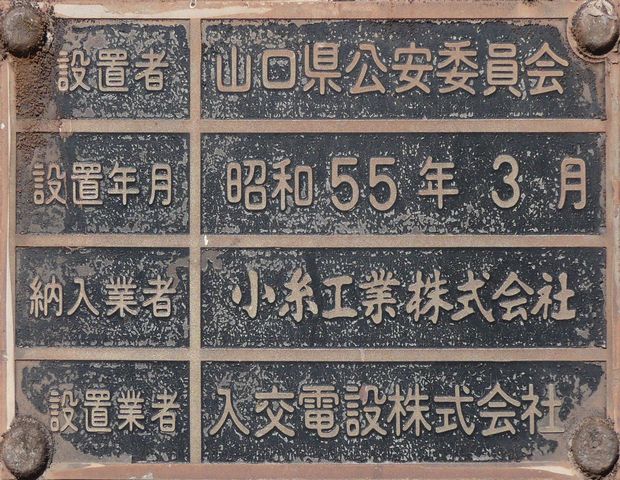 設置者 山口県公安委員会
設置年月 昭和55年3月
納入業者 小糸工業株式会社
設置業者 入交電設株式会社